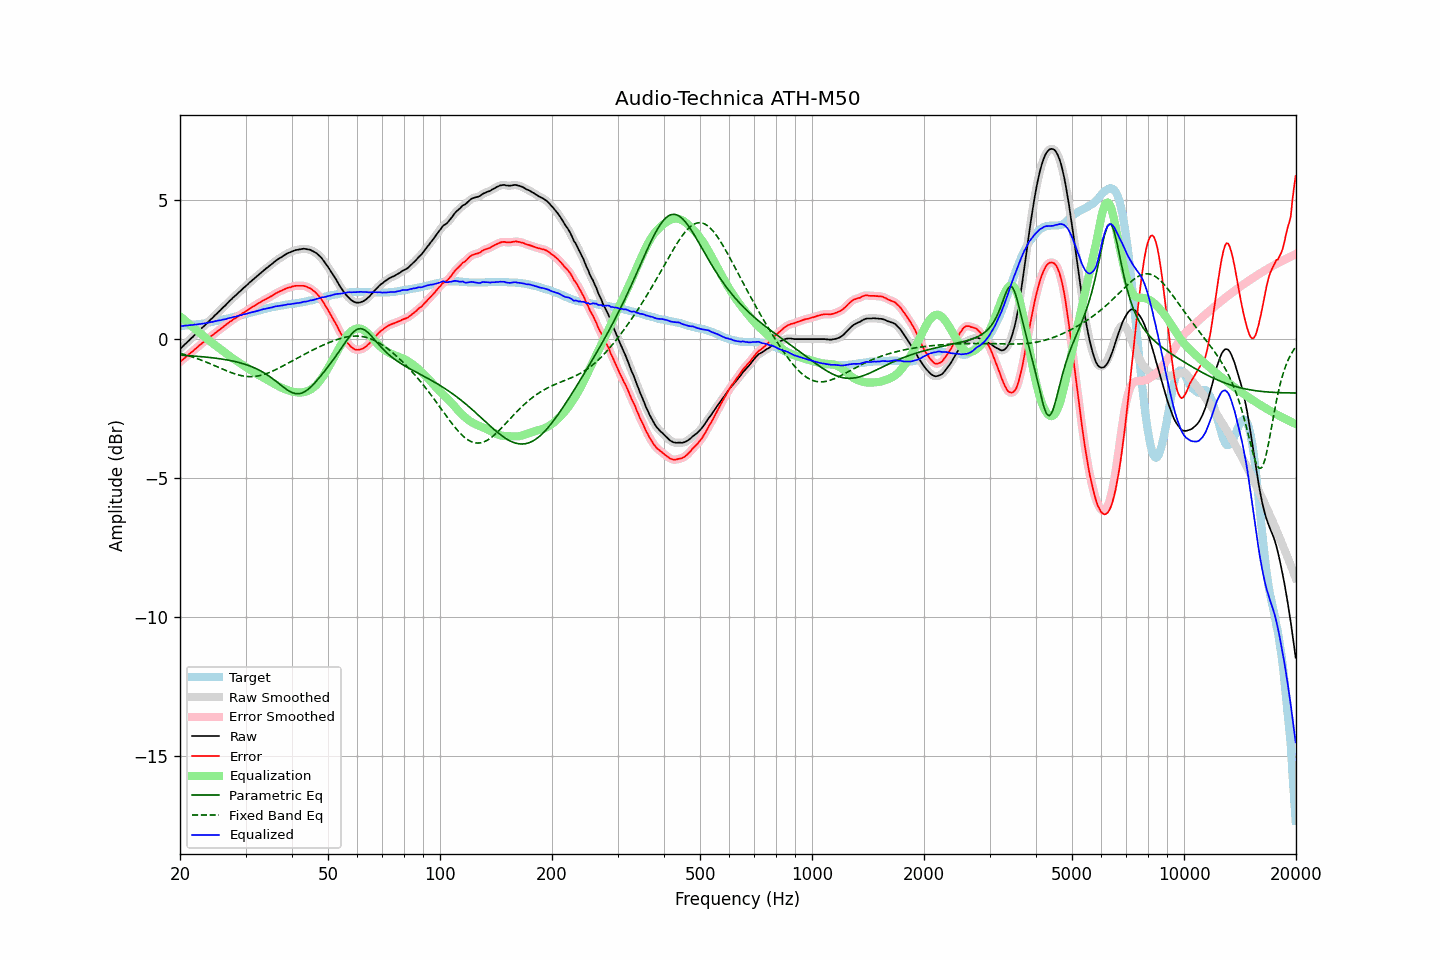 Audio-Technica ATH-M50
5
0
−5
−10
−15
Amplitude (dBr)
Target
Raw Smoothed
Error Smoothed
Raw
Error
Equalization
Parametric Eq
Fixed Band Eq
Equalized
20 50 100 200 500 1000 2000 5000 10000 20000
Frequency (Hz)